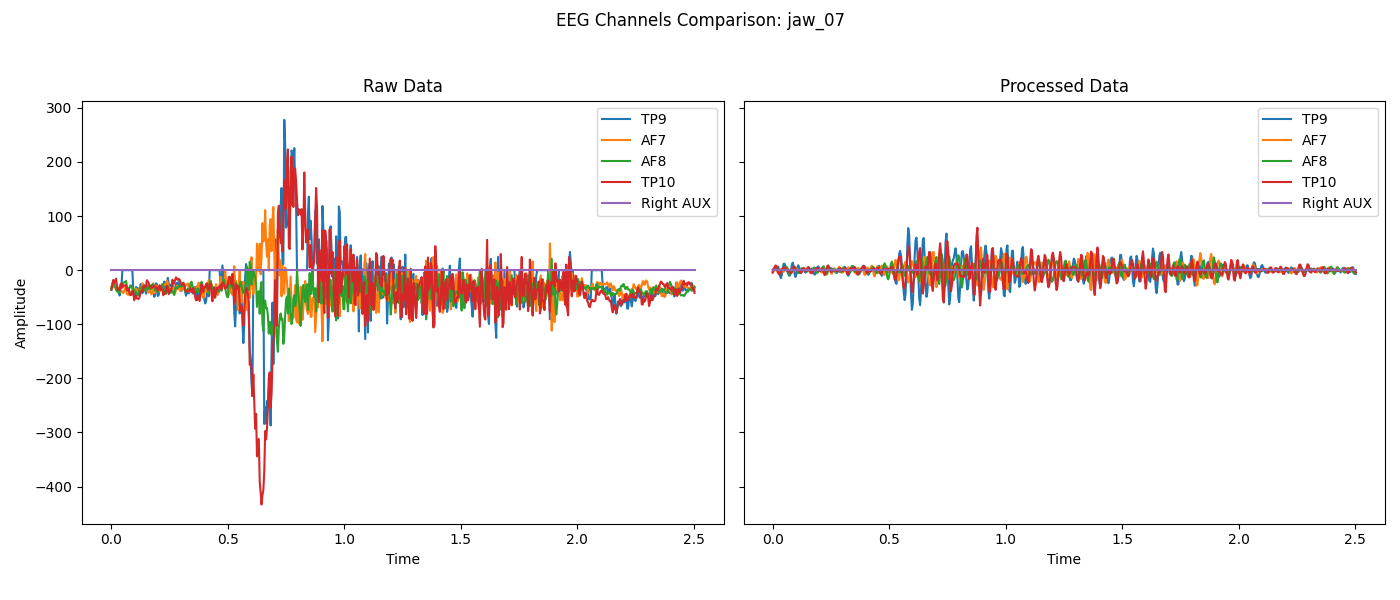 EEG Channels Comparison: jaw_07
Raw Data
TP9
AF7
AF8
TP10
Right AUX
300
200
100
0
−100
−200
−300
−400
Amplitude
0.0 0.5 1.0 1.5 2.0 2.5
Time
Processed Data
TP9
AF7
AF8
TP10
Right AUX
0.0 0.5 1.0 1.5 2.0 2.5
Time